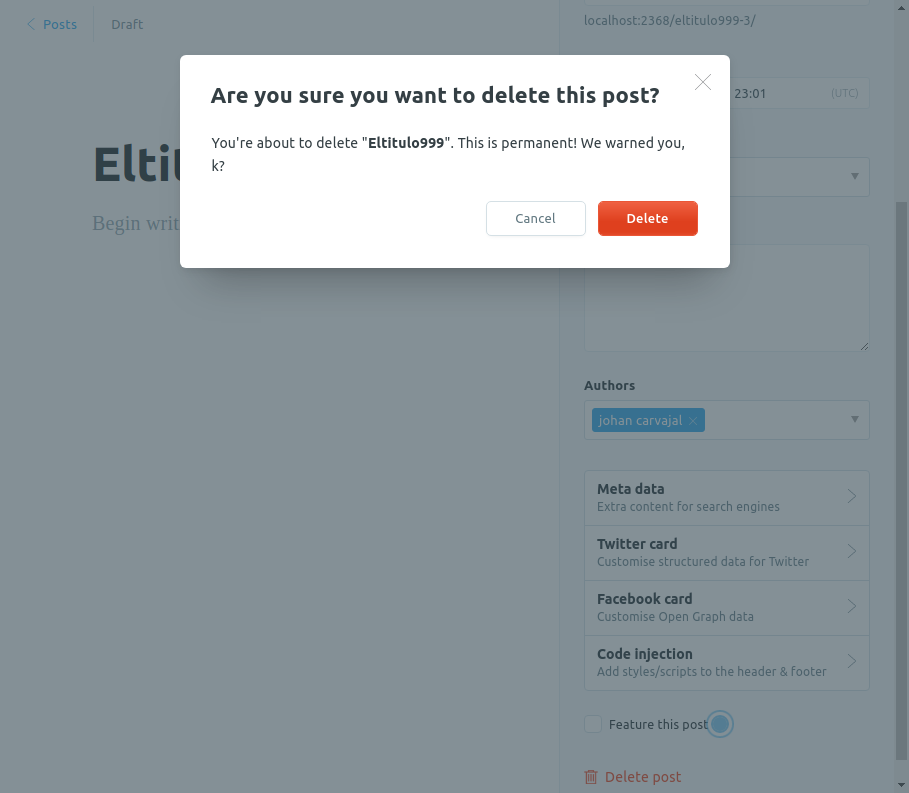 Posts
Draft
localhost:2368/eltitulo999-3/
Are you sure you want to delete this post?
23:01
(UTC)
You're about to delete "Eltitulo999". This is permanent! We warned you,
k?
Cancel
Delete
Begin
Authors
johan carvajal
Meta data
Extra content for search engines
Twitter card
Customise structured data for Twitter
Facebook card
Customise Open Graph data
Code injection
Add styles/scripts to the header & footer
Feature this post
Delete post